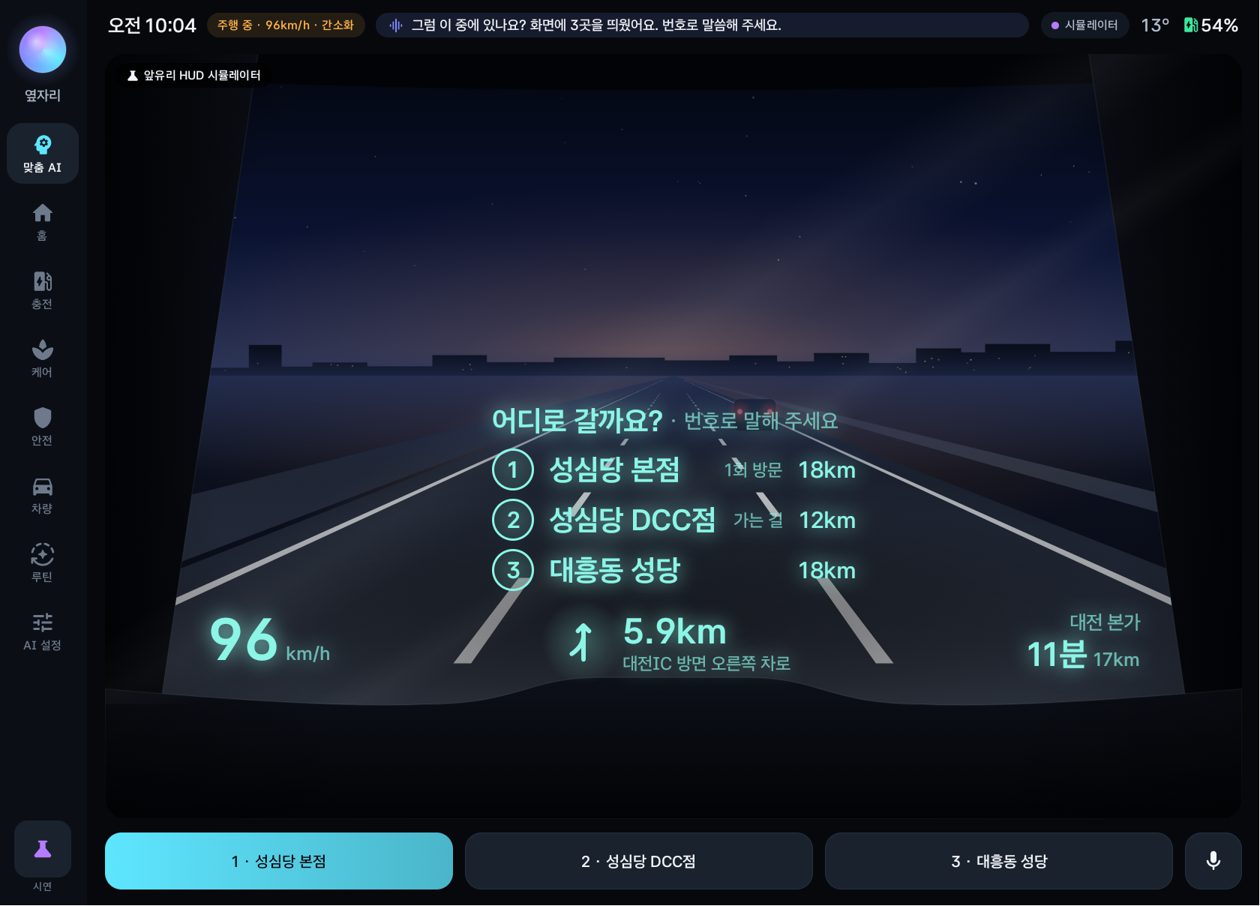 오전 10:04
주행 중 · 96km/h · 간소화
그럼 이 중에 있나요? 화면에 3곳을 띄웠어요. 번호로 말씀해 주세요.
시뮬레이터
13°
54%
옆자리
맞춤 AI
홈
충전
케어
안전
차량
루틴
AI 설정
시연
앞유리 HUD 시뮬레이터
어디로 갈까요? · 번호로 말해 주세요
1 성심당 본점 1회 방문 18km
2 성심당 DCC점 가는 길 12km
3 대흥동 성당 18km
96 km/h
5.9km
대전IC 방면 오른쪽 차로
대전 본가
11분 17km
1 · 성심당 본점
2 · 성심당 DCC점
3 · 대흥동 성당